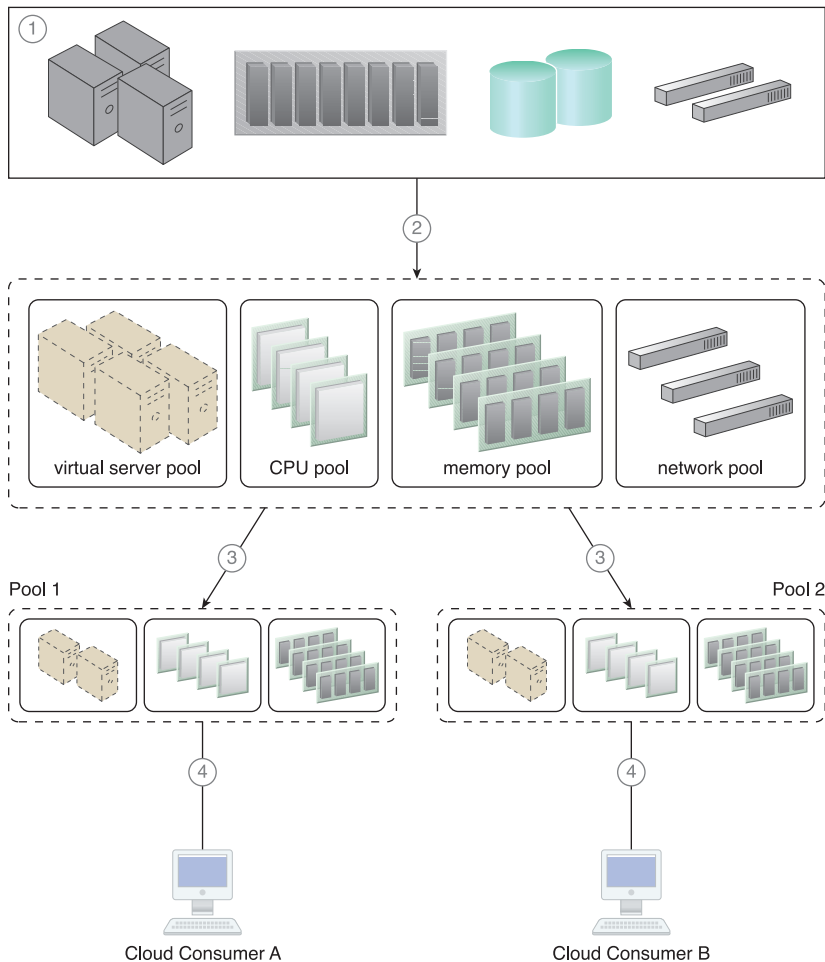 1
2
virtual server pool
CPU pool
memory pool
network pool
3
3
Pool 1
Pool 2
4
4
Cloud Consumer A
Cloud Consumer B